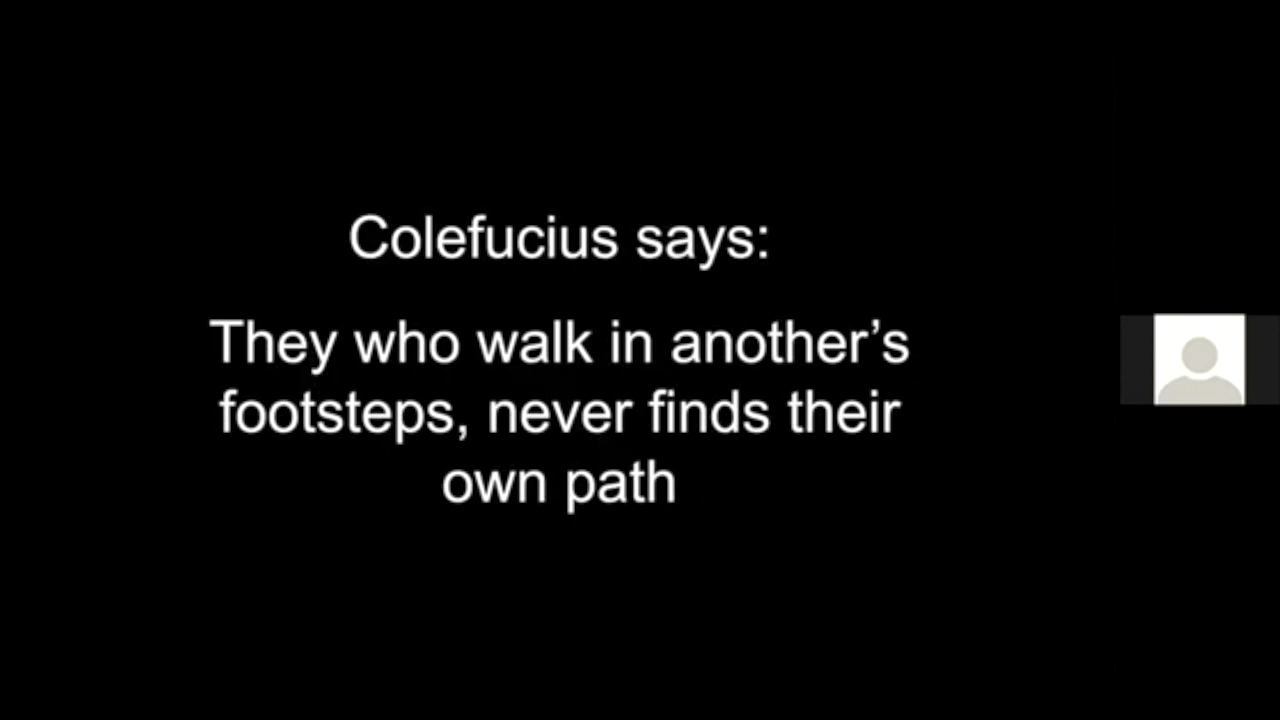 Colefucius says:
They who walk in another’s
footsteps, never finds their
own path